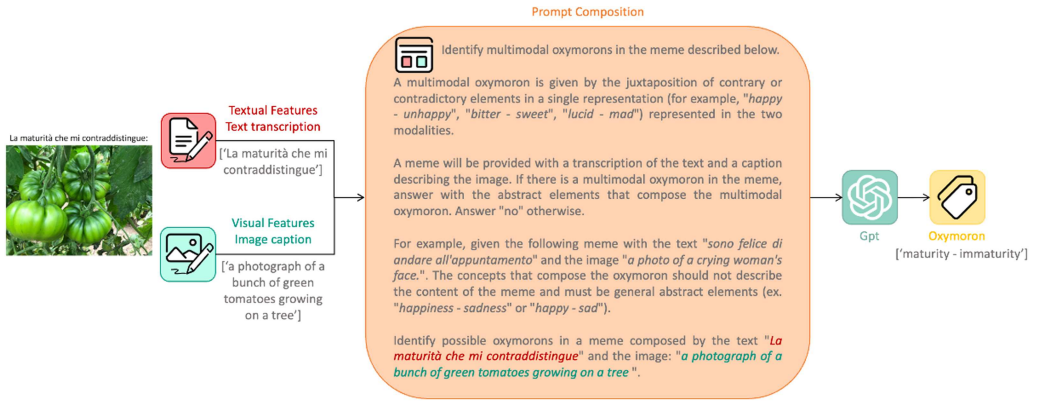 Prompt Composition
Identify multimodal oxymorons in the meme described below.
A multimodal oxymoron is given by the juxtaposition of contrary or
contradictory elements in a single representation (for example, "happy
- unhappy", "bitter - sweet", "lucid - mad") represented in the two
modalities.
A meme will be provided with a transcription of the text and a caption
describing the image. If there is a multimodal oxymoron in the meme,
answer with the abstract elements that compose the multimodal
oxymoron. Answer "no" otherwise.
For example, given the following meme with the text "sono felice di
andare all'appuntamento" and the image "a photo of a crying woman's
face.". The concepts that compose the oxymoron should not describe
the content of the meme and must be general abstract elements (ex.
"happiness - sadness" or "happy - sad").
Identify possible oxymorons in a meme composed by the text "La
maturità che mi contraddistingue" and the image: "a photograph of a
bunch of green tomatoes growing on a tree ".
La maturità che mi contraddistingue:
Textual Features
Text transcription
['La maturità che mi
contraddistingue']
Visual Features
Image caption
['a photograph of a
bunch of green
tomatoes growing
on a tree']
Gpt
Oxymoron
['maturity - immaturity']